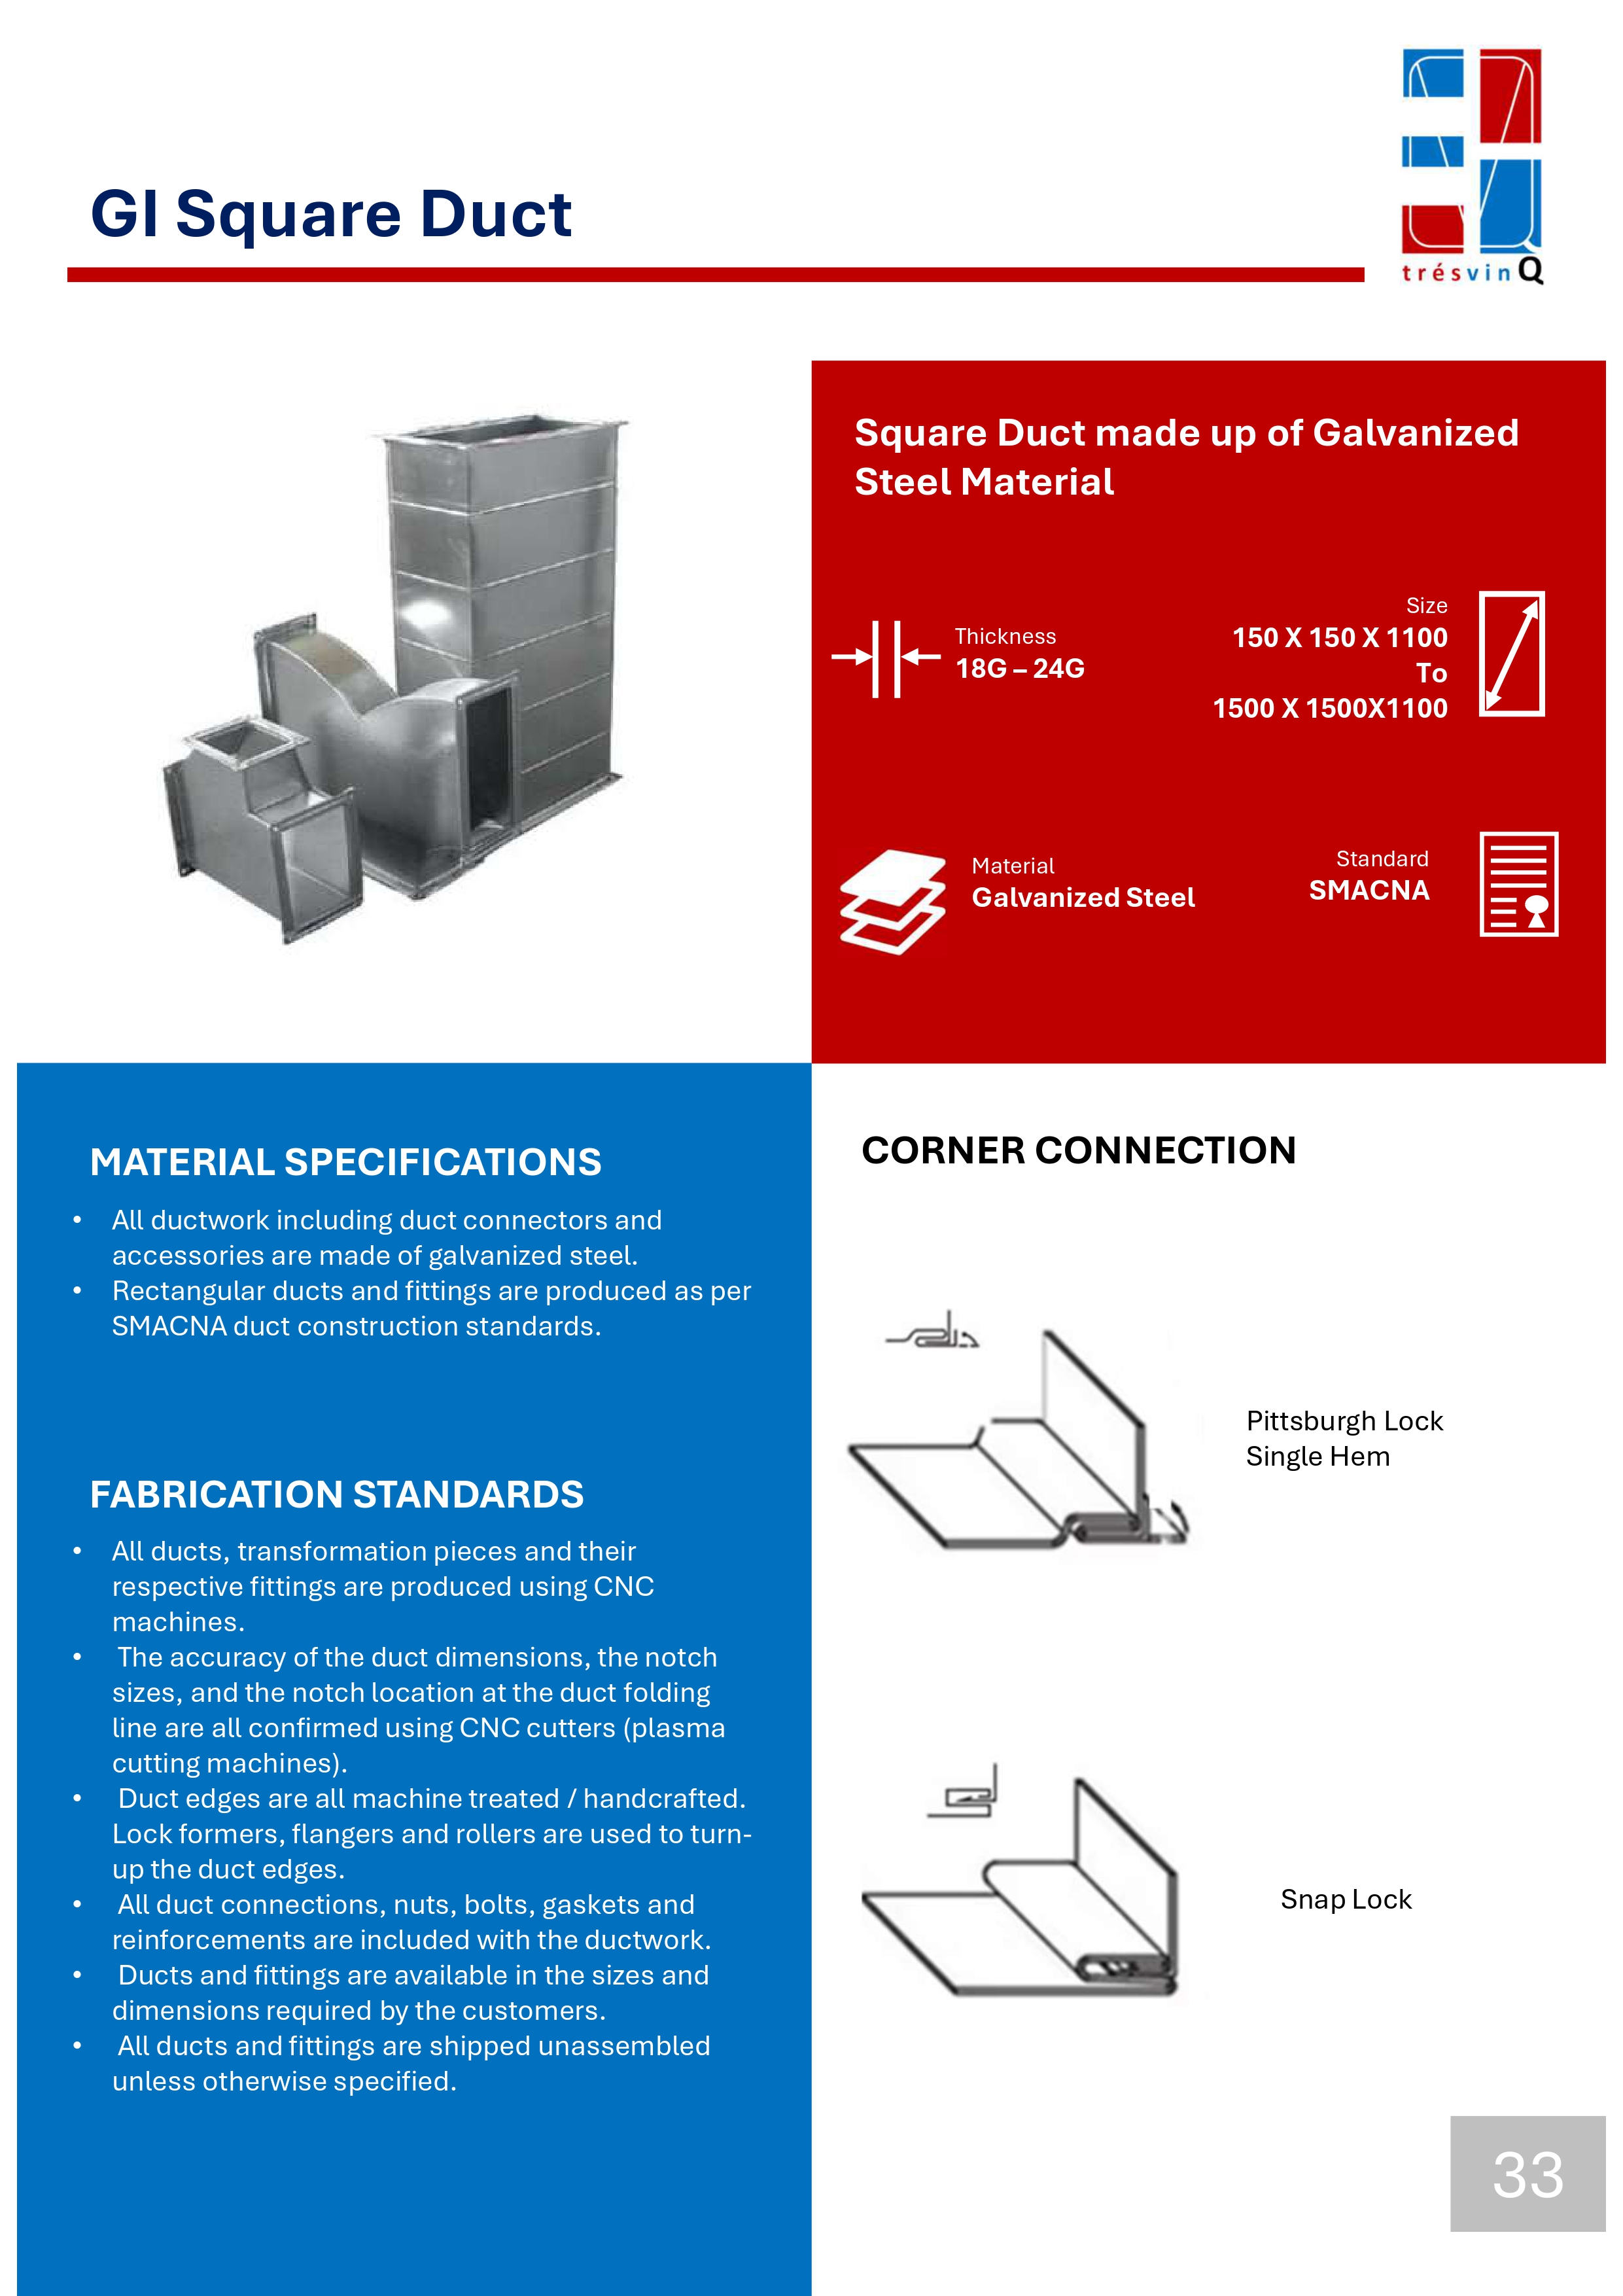 GI Square Duct
trésvinQ
Square Duct made up of Galvanized
Steel Material
Thickness
18G – 24G
Size
150 X 150 X 1100
To
1500 X 1500X1100
Material
Galvanized Steel
Standard
SMACNA
MATERIAL SPECIFICATIONS
• All ductwork including duct connectors and
accessories are made of galvanized steel.
• Rectangular ducts and fittings are produced as per
SMACNA duct construction standards.
FABRICATION STANDARDS
• All ducts, transformation pieces and their
respective fittings are produced using CNC
machines.
• The accuracy of the duct dimensions, the notch
sizes, and the notch location at the duct folding
line are all confirmed using CNC cutters (plasma
cutting machines).
• Duct edges are all machine treated / handcrafted.
Lock formers, flangers and rollers are used to turn-
up the duct edges.
• All duct connections, nuts, bolts, gaskets and
reinforcements are included with the ductwork.
• Ducts and fittings are available in the sizes and
dimensions required by the customers.
• All ducts and fittings are shipped unassembled
unless otherwise specified.
CORNER CONNECTION
Pittsburgh Lock
Single Hem
Snap Lock
33